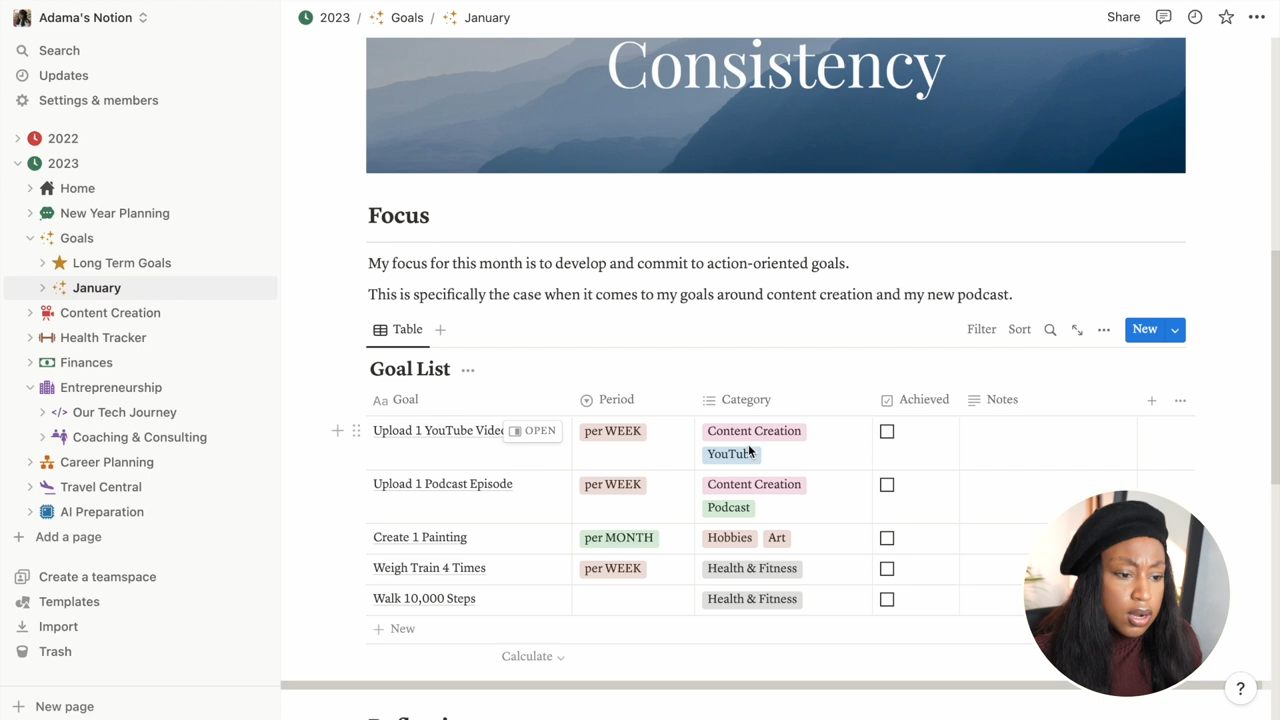 Adama's Notion
Search
Updates
Settings & members
2022
2023
Home
New Year Planning
Goals
Long Term Goals
January
Content Creation
Health Tracker
Finances
Entrepreneurship
Our Tech Journey
Coaching & Consulting
Career Planning
Travel Central
AI Preparation
Add a page
Create a teamspace
Templates
Import
Trash
New page
2023 / Goals / January
Share
Consistency
Focus
My focus for this month is to develop and commit to action-oriented goals.
This is specifically the case when it comes to my goals around content creation and my new podcast.
Table
Filter Sort New
Goal List
Aa Goal Period Category Achieved Notes
Upload 1 YouTube Video OPEN per WEEK Content Creation
YouTube
Upload 1 Podcast Episode per WEEK Content Creation
Podcast
Create 1 Painting per MONTH Hobbies Art
Weigh Train 4 Times per WEEK Health & Fitness
Walk 10,000 Steps Health & Fitness
New
Calculate
?